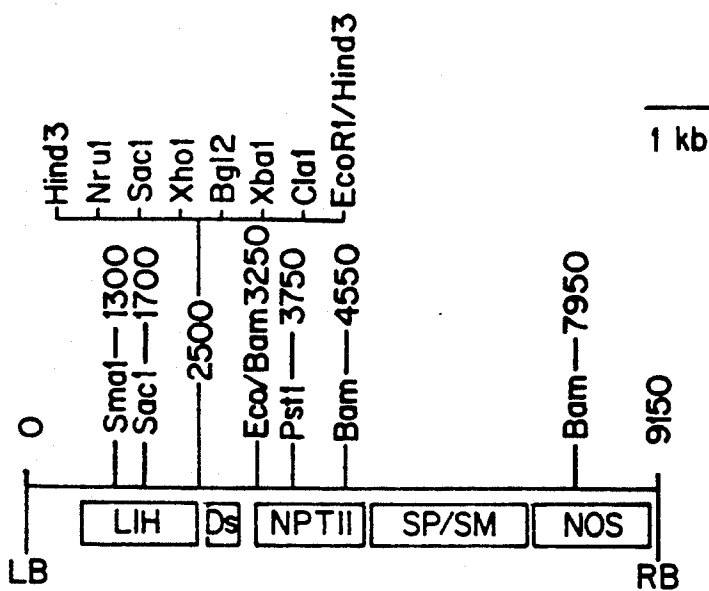 Hind3
Nru1
Sac1
Xho1
Bgl2
Xba1
Cla1
EcoR1/Hind3
1 kb
0
Sma1—1300
Sac1—1700
2500
Eco/Bam3250
Pst1—3750
Bam—4550
Bam—7950
9150
LIH
Ds
NPTII
SP/SM
NOS
LB
RB